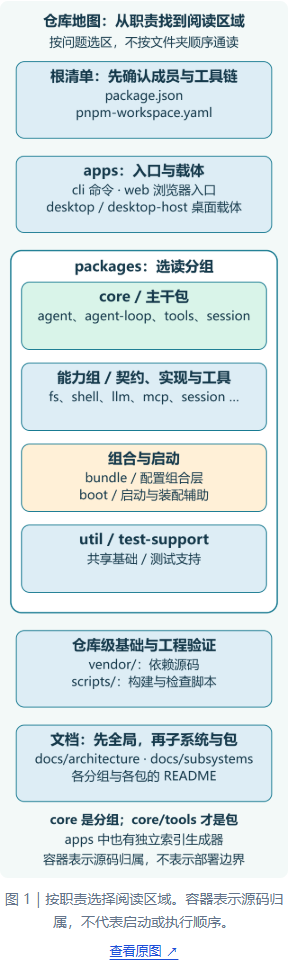 仓库地图：从职责找到阅读区域
按问题选区，不按文件夹顺序通读
根清单：先确认成员与工具链
package.json
pnpm-workspace.yaml
apps：入口与载体
cli 命令 · web 浏览器入口
desktop / desktop-host 桌面载体
packages：选读分组
core / 主干包
agent、agent-loop、tools、session
能力组 / 契约、实现与工具
fs、shell、llm、mcp、session ...
组合与启动
bundle / 配置组合层
boot / 启动与装配辅助
util / test-support
共享基础 / 测试支持
仓库级基础与工程验证
vendor/：依赖源码
scripts/：构建与检查脚本
文档：先全局，再子系统与包
docs/architecture · docs/subsystems
各分组与各包的 README
core 是分组；core/tools 才是包
apps 中也有独立索引生成器
容器表示源码归属，不表示部署边界
图 1｜按职责选择阅读区域。容器表示源码归
属，不代表启动或执行顺序。
查看原图 ↗